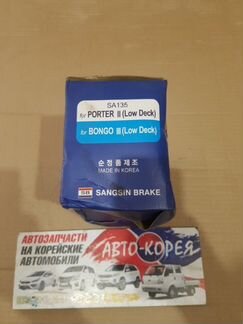 SA135
for PORTER II (Low Deck)
for BONGO III (Low Deck)
순정품제조
MADE IN KOREA
SB SANGSIN BRAKE
АВТОЗАПЧАСТИ
НА КОРЕЙСКИЕ
АВТОМОБИЛИ
АВТО-КОРЕЯ